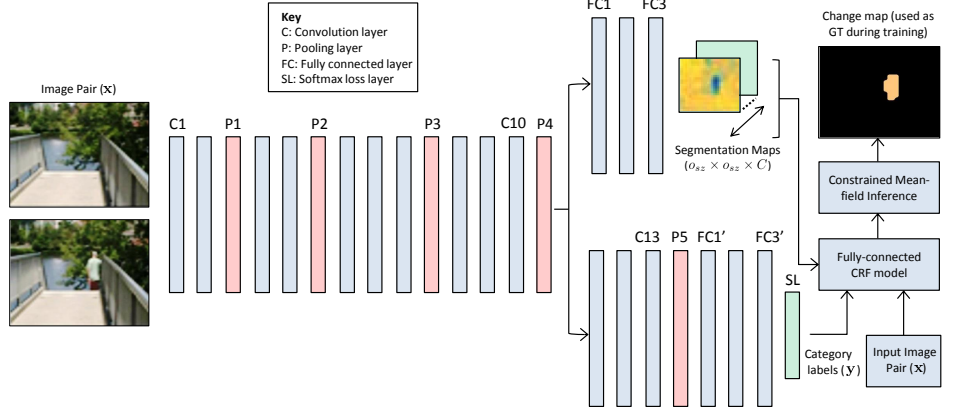 Key
C: Convolution layer
P: Pooling layer
FC: Fully connected layer
SL: Softmax loss layer
Image Pair (x)
C1
P1
P2
P3
C10
P4
FC1
FC3
Segmentation Maps
(o_sz × o_sz × C)
Change map (used as
GT during training)
Constrained Mean-
field Inference
Fully-connected
CRF model
C13
P5
FC1’
FC3’
SL
Category
labels (y)
Input Image
Pair (x)